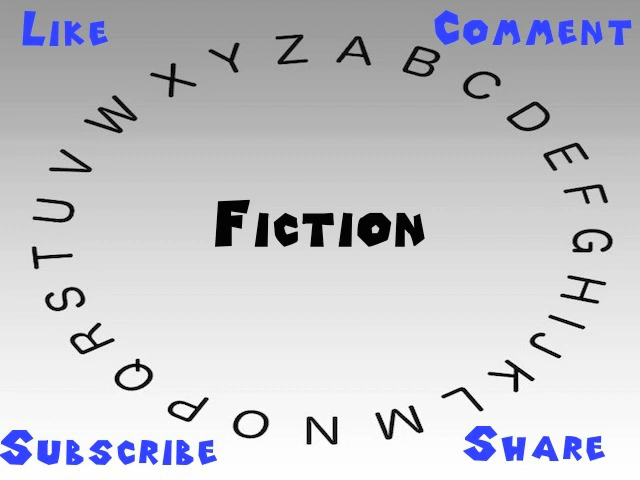 Like
Comment
A B C D E F G H I J K L M N O P Q R S T U V W X Y Z
Fiction
Subscribe
Share